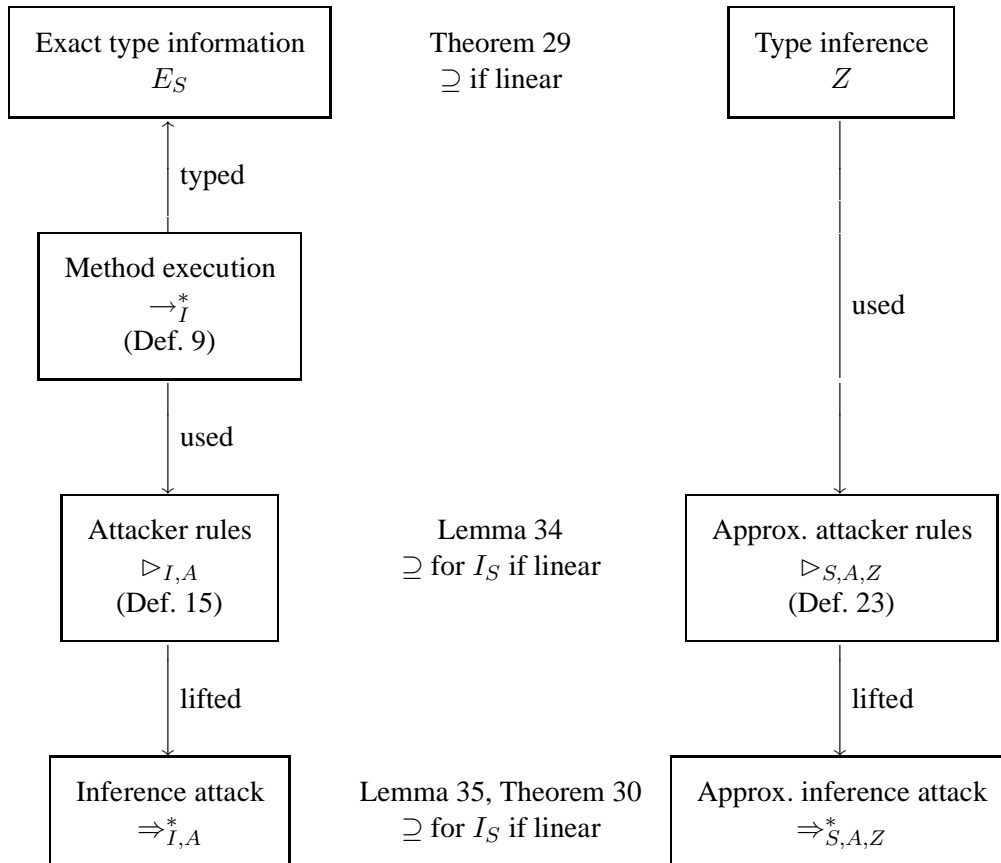 Exact type information
E_S
Theorem 29
⊇ if linear
Type inference
Z
typed
Method execution
→*_I
(Def. 9)
used
used
Attacker rules
▷_{I,A}
(Def. 15)
Lemma 34
⊇ for I_S if linear
Approx. attacker rules
▷_{S,A,Z}
(Def. 23)
lifted
lifted
Inference attack
⇒*_{I,A}
Lemma 35, Theorem 30
⊇ for I_S if linear
Approx. inference attack
⇒*_{S,A,Z}